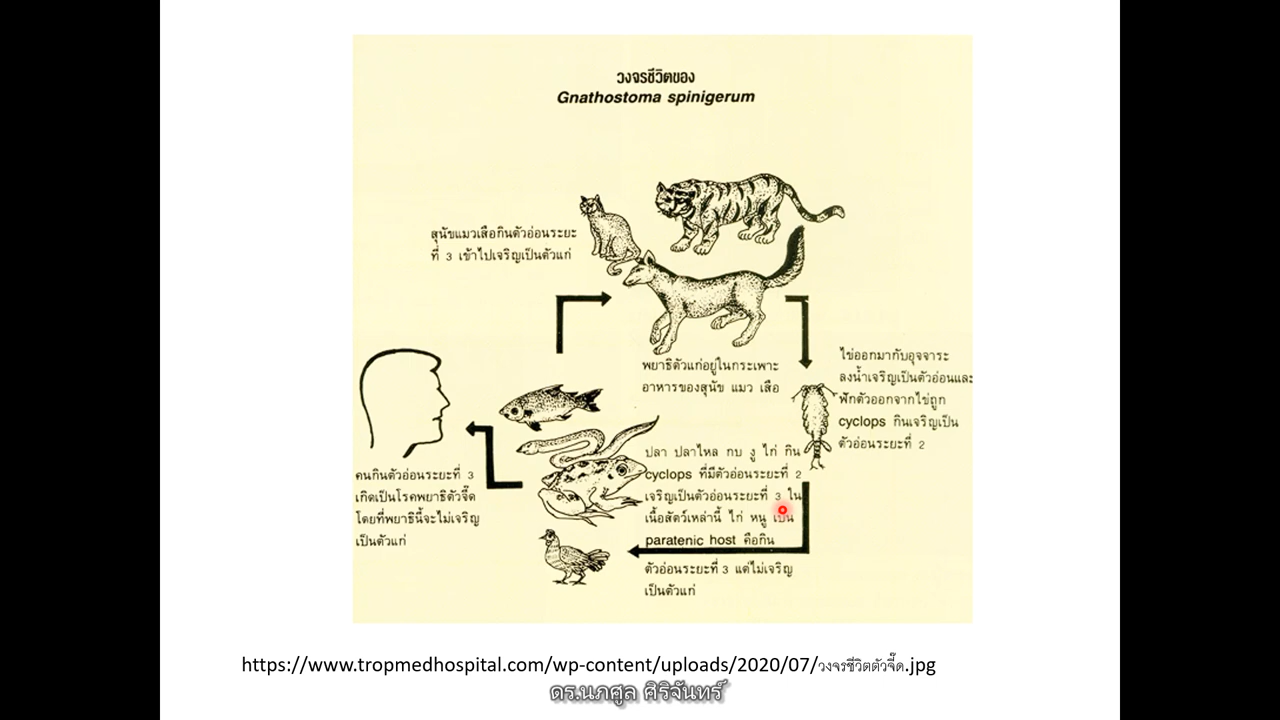 วงจรชีวิตของ
Gnathostoma spinigerum
สุนัขแมวเสือกินตัวอ่อนระยะ
ที่ 3 เข้าไปเจริญเป็นตัวแก่
พยาธิตัวแก่อยู่ในกระเพาะ
อาหารของสุนัข แมว เสือ
ไข่ออกมากับอุจจาระ
ลงน้ำเจริญเป็นตัวอ่อนและ
ฟักตัวออกจากไข่ถูก
cyclops กินเจริญเป็น
ตัวอ่อนระยะที่ 2
ปลา ปลาไหล กบ งู ไก่ กิน
cyclops ที่มีตัวอ่อนระยะที่ 2
เจริญเป็นตัวอ่อนระยะที่ 3 ใน
เนื้อสัตว์เหล่านี้ ไก่ หนู เป็น
paratenic host คือกิน
ตัวอ่อนระยะที่ 3 แต่ไม่เจริญ
เป็นตัวแก่
คนกินตัวอ่อนระยะที่ 3
เกิดเป็นโรคพยาธิตัวจี๊ด
โดยที่พยาธินี้จะไม่เจริญ
เป็นตัวแก่
https://www.tropmedhospital.com/wp-content/uploads/2020/07/วงจรชีวิตตัวจี๊ด.jpg
ดร.นภศูล ศิริจันทร์